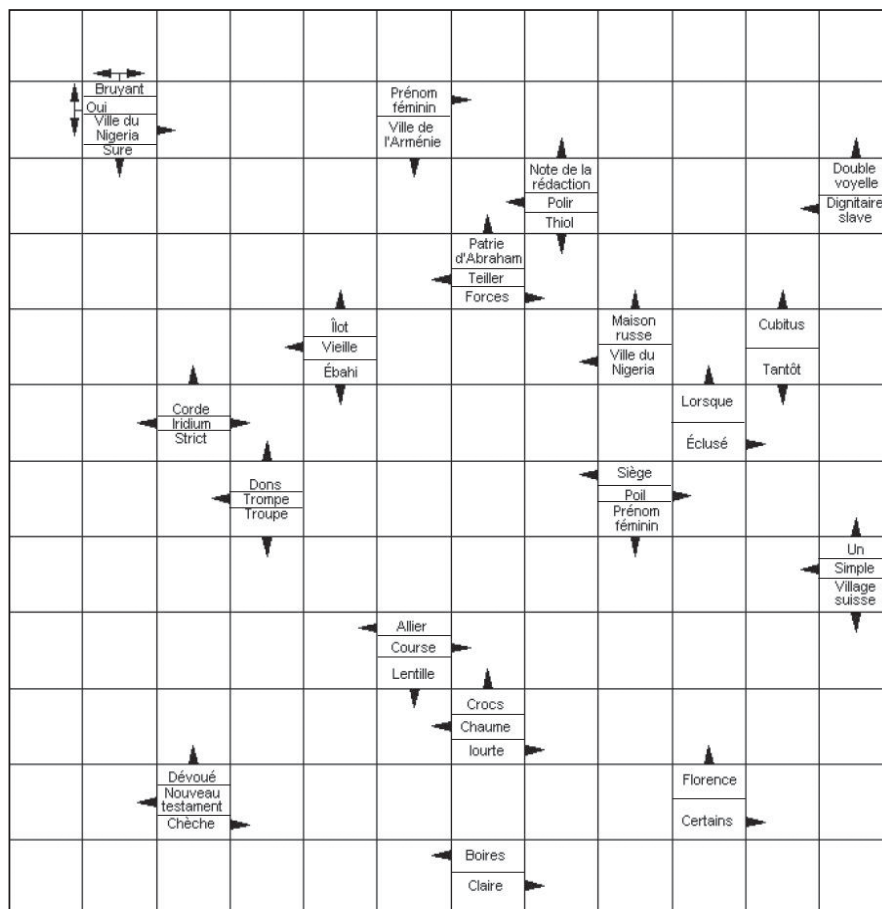 Bruyant
Oui
Ville du
Nigeria
Sure
Prénom
féminin
Ville de
l'Arménie
Note de la
rédaction
Polir
Thiol
Double
voyelle
Dignitaire
slave
Patrie
d'Abraham
Teiller
Forces
Îlot
Vieille
Ébahi
Maison
russe
Ville du
Nigeria
Cubitus
Tantôt
Corde
Iridium
Strict
Lorsque
Éclusé
Dons
Trompe
Troupe
Siège
Poil
Prénom
féminin
Un
Simple
Village
suisse
Allier
Course
Lentille
Crocs
Chaume
Iourte
Dévoué
Nouveau
testament
Chèche
Florence
Certains
Boires
Claire